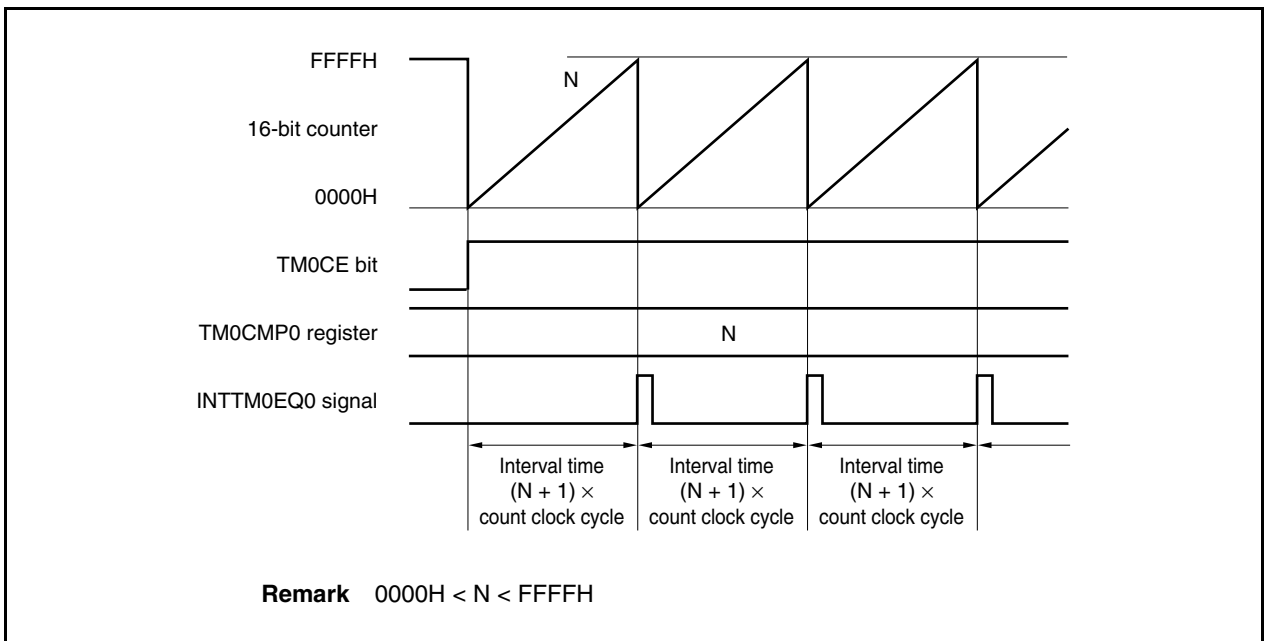 FFFFH
N
16-bit counter
0000H
TM0CE bit
TM0CMP0 register
N
INTTM0EQ0 signal
Interval time
(N + 1) ×
count clock cycle
Interval time
(N + 1) ×
count clock cycle
Interval time
(N + 1) ×
count clock cycle
Remark 0000H < N < FFFFH